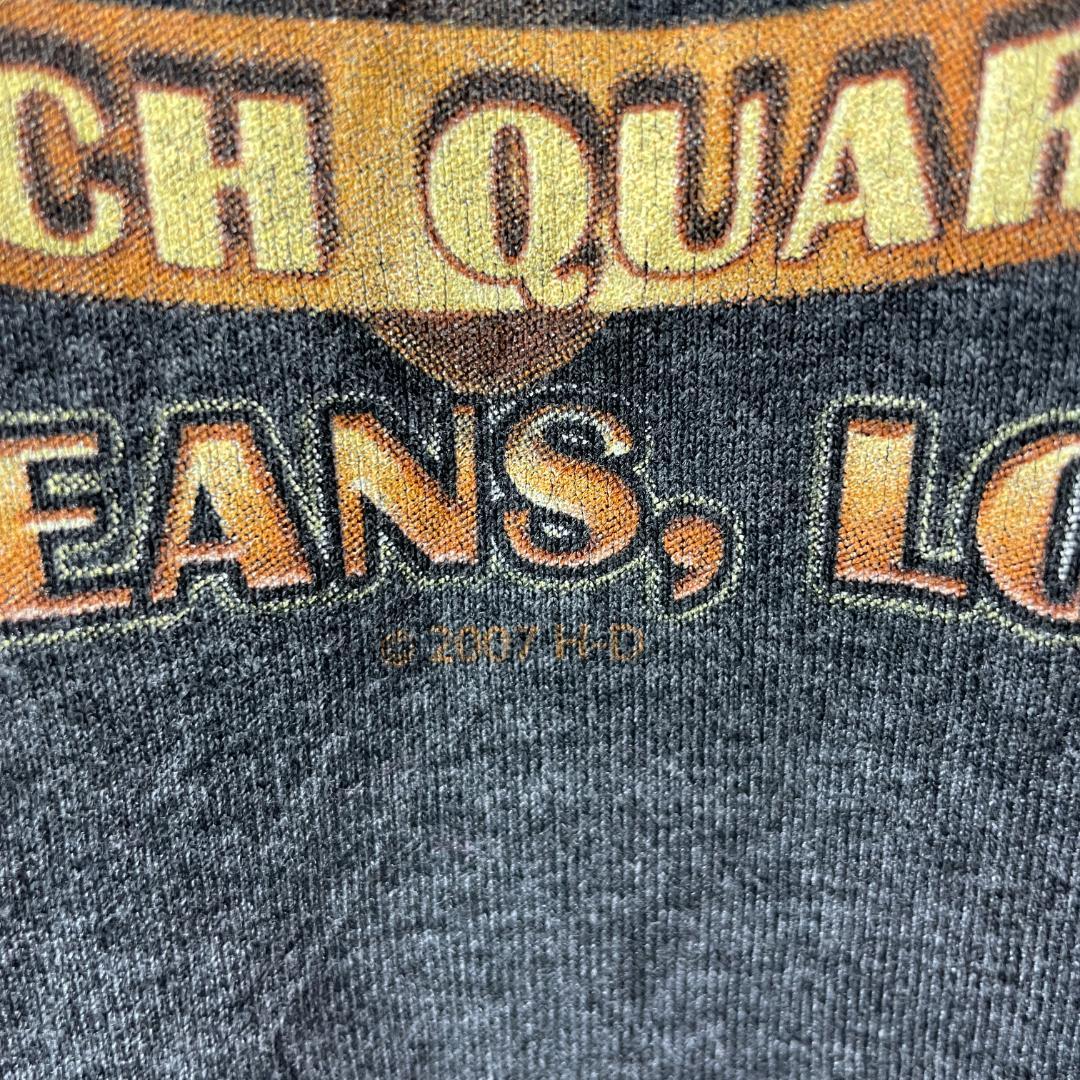 CH QUAR
EANS, LO
© 2007 H-D